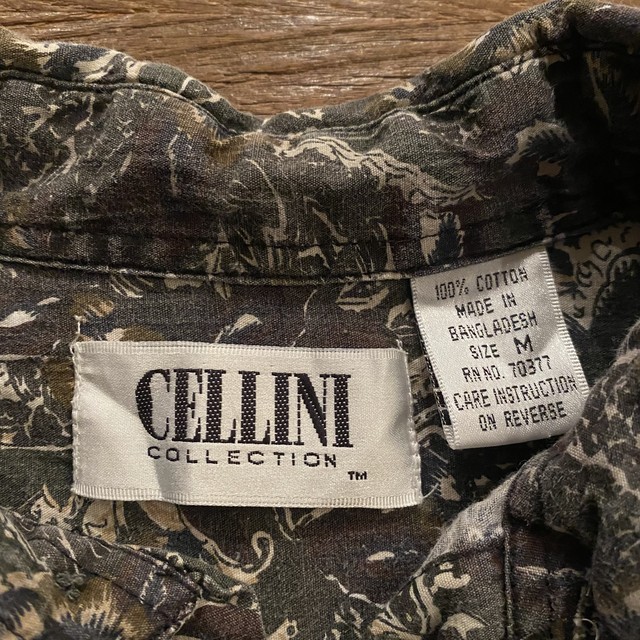 CELLINI
COLLECTION
TM
100% COTTON
MADE IN
BANGLADESH
SIZE M
RN NO. 70377
CARE INSTRUCTION
ON REVERSE